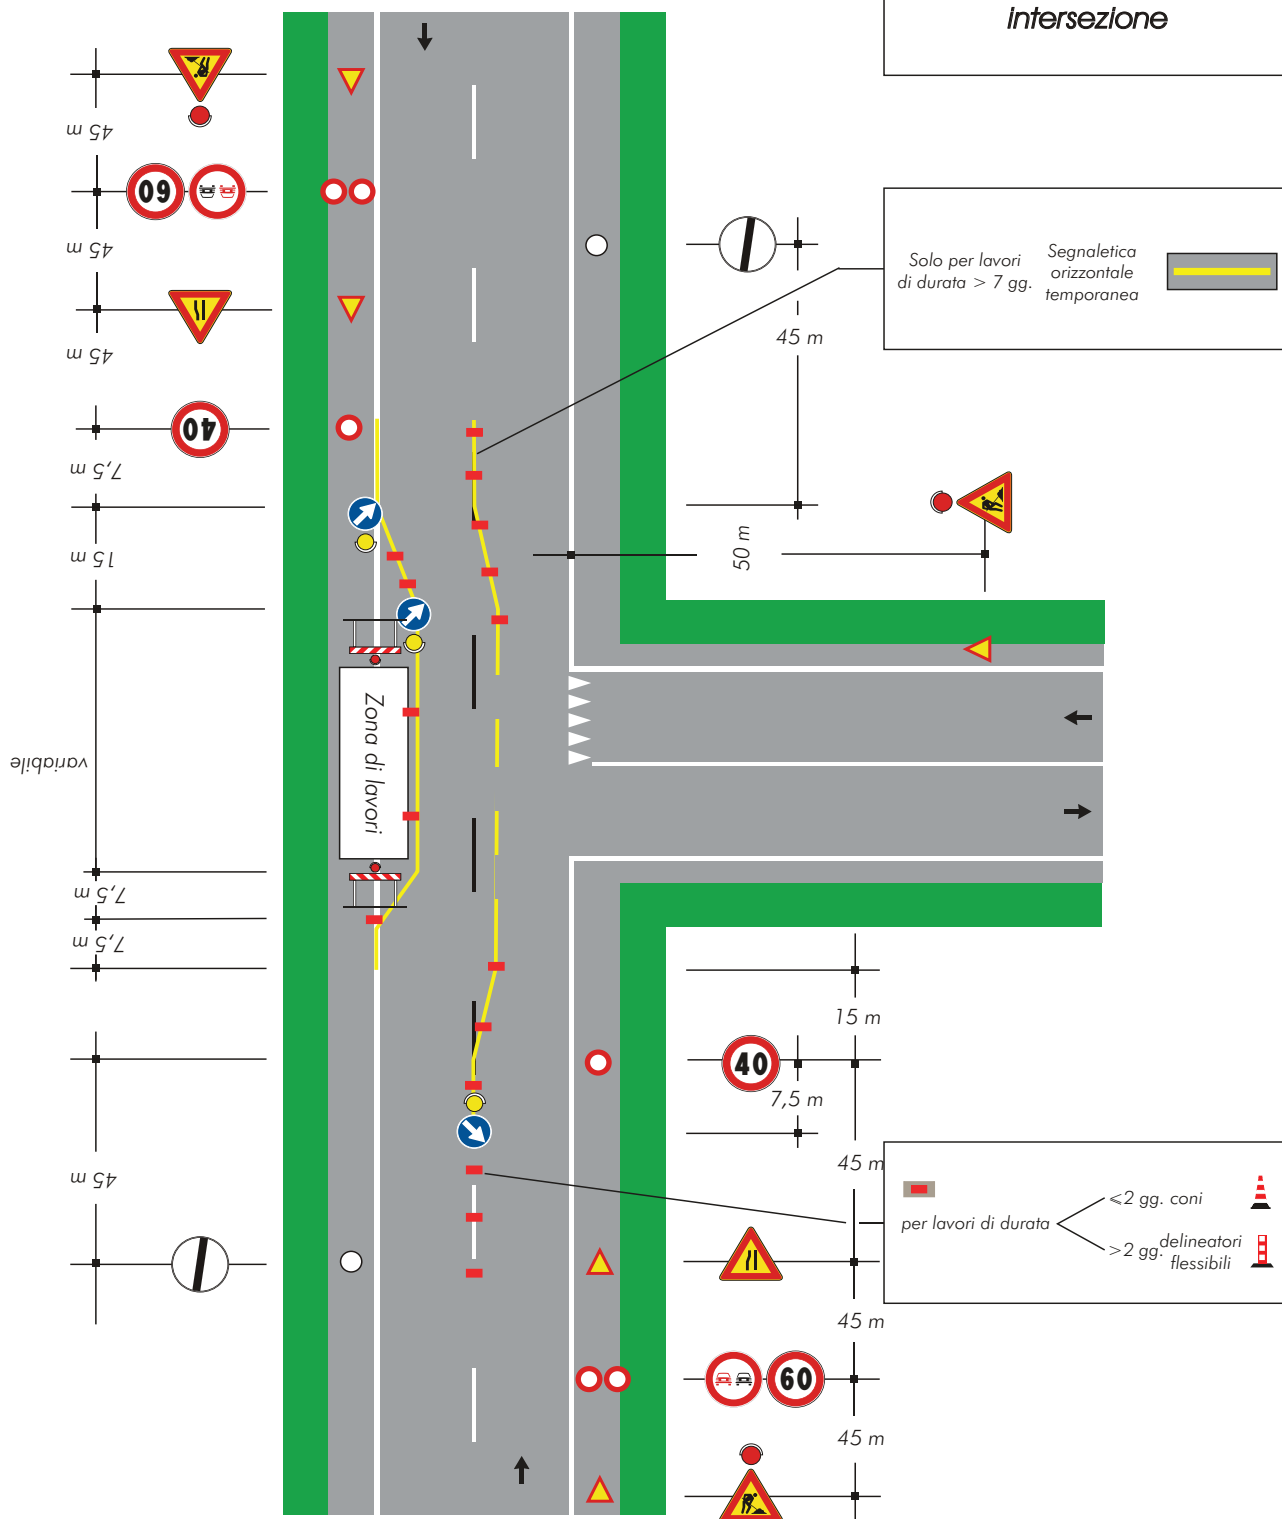 intersezione
45 m
60
45 m
Solo per lavori
di durata > 7 gg.
Segnaletica
orizzontale
temporanea
45 m
45 m
40
7,5 m
15 m
50 m
Zona di lavori
variabile
7,5 m
7,5 m
15 m
40
7,5 m
45 m
45 m
per lavori di durata
⩽2 gg. coni
>2 gg. delineatori
flessibili
45 m
60
45 m